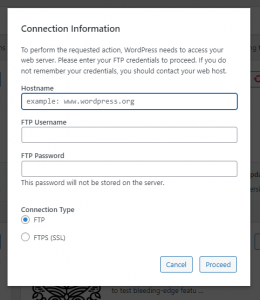 Connection Information
To perform the requested action, WordPress needs to access your
web server. Please enter your FTP credentials to proceed. If you do
not remember your credentials, you should contact your web host.
Hostname
example: www.wordpress.org
FTP Username
FTP Password
This password will not be stored on the server.
Connection Type
FTP
FTPS (SSL)
Cancel Proceed
to test bleeding-edge featu...